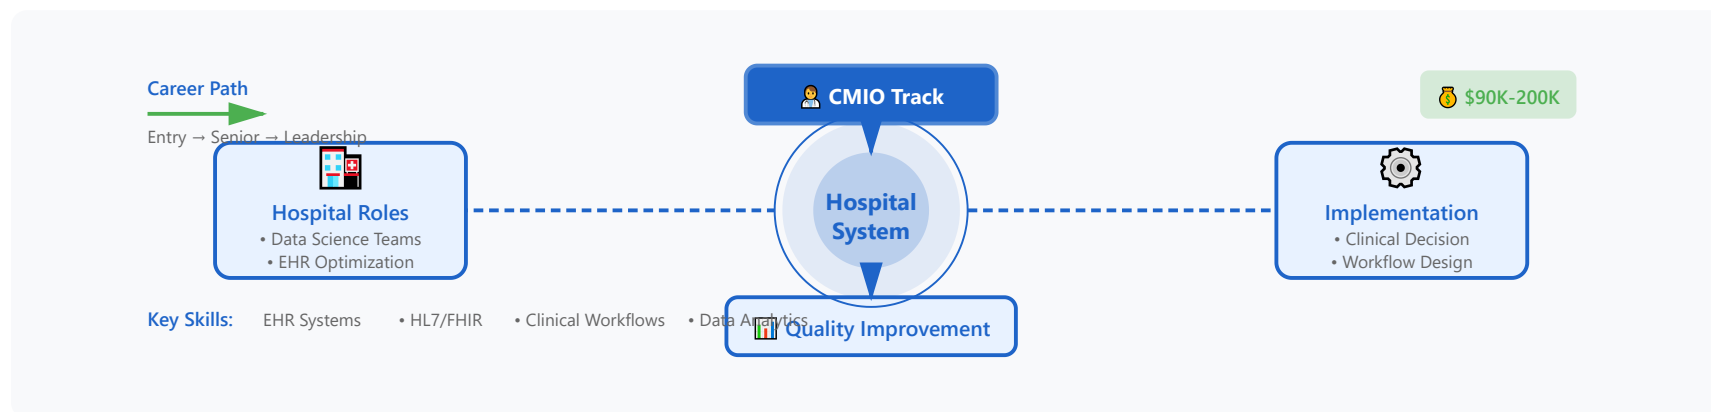 Career Path
Entry → Senior → Leadership
CMIO Track
$90K-200K
Hospital Roles
• Data Science Teams
• EHR Optimization
Hospital
System
Implementation
• Clinical Decision
• Workflow Design
Key Skills: EHR Systems • HL7/FHIR • Clinical Workflows • Data Analytics
Quality Improvement